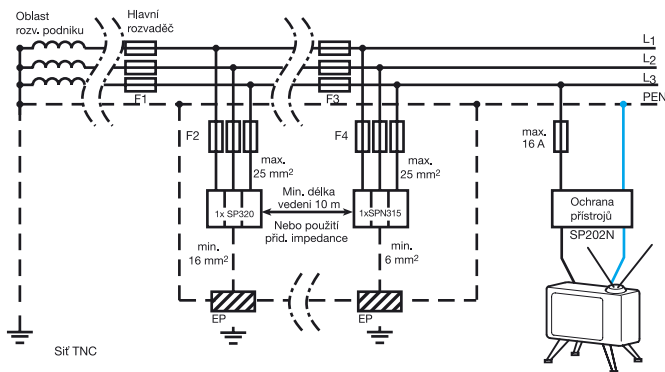 Oblast
rozv. podniku
Hlavní
rozvaděč
L1
L2
L3
PEN
F1
F3
F2
F4
max.
25 mm²
max.
25 mm²
max.
16 A
1x SP320
Min. délka
vedeni 10 m
Nebo použití
přid. impedance
1xSPN315
Ochrana
přístrojů
SP202N
min.
16 mm²
min.
6 mm²
EP
EP
Síť TNC